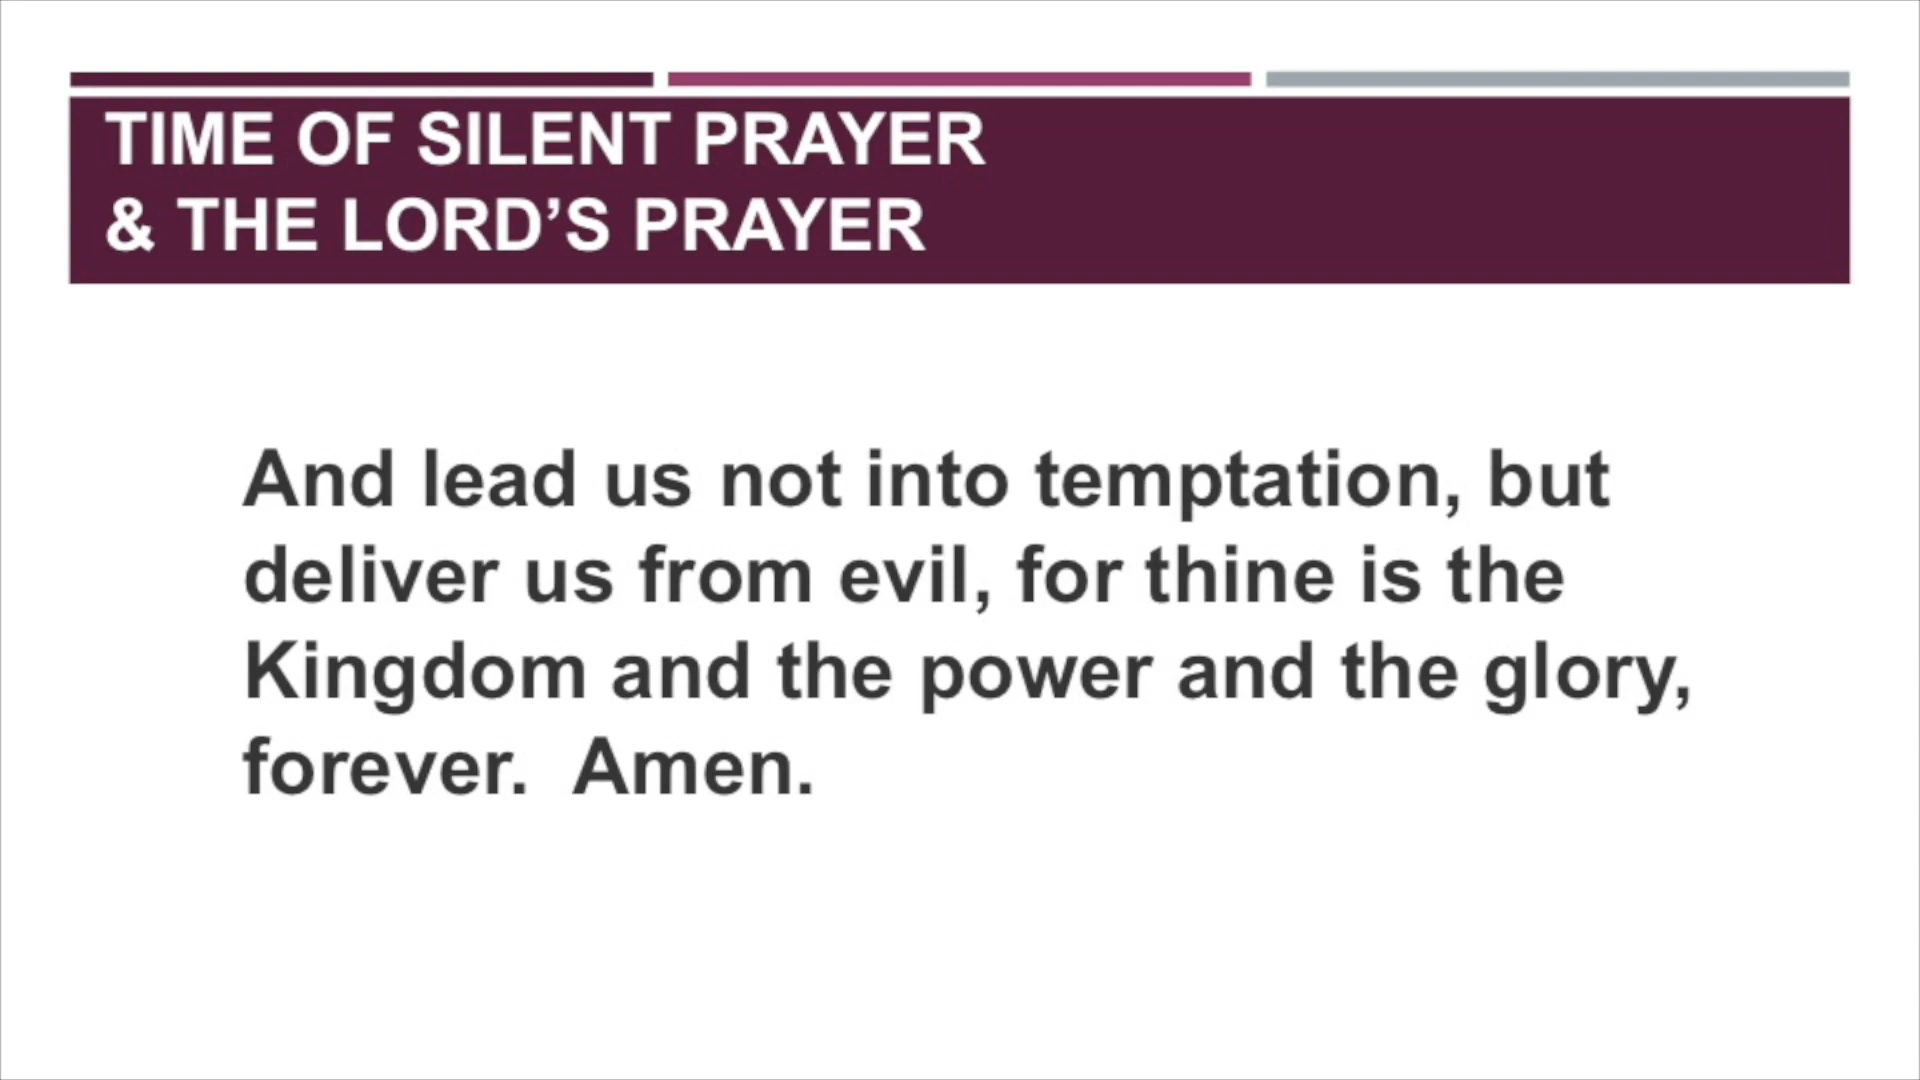 TIME OF SILENT PRAYER
& THE LORD’S PRAYER
And lead us not into temptation, but
deliver us from evil, for thine is the
Kingdom and the power and the glory,
forever.  Amen.